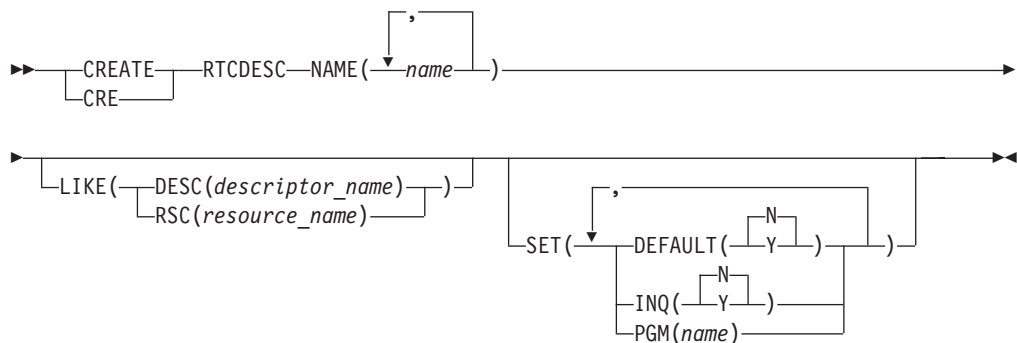 ,
CREATE RTCDESC NAME( name )
CRE
LIKE( DESC(descriptor_name) )
RSC(resource_name)
,
N
SET( DEFAULT( Y ) )
N
INQ( Y )
PGM(name)